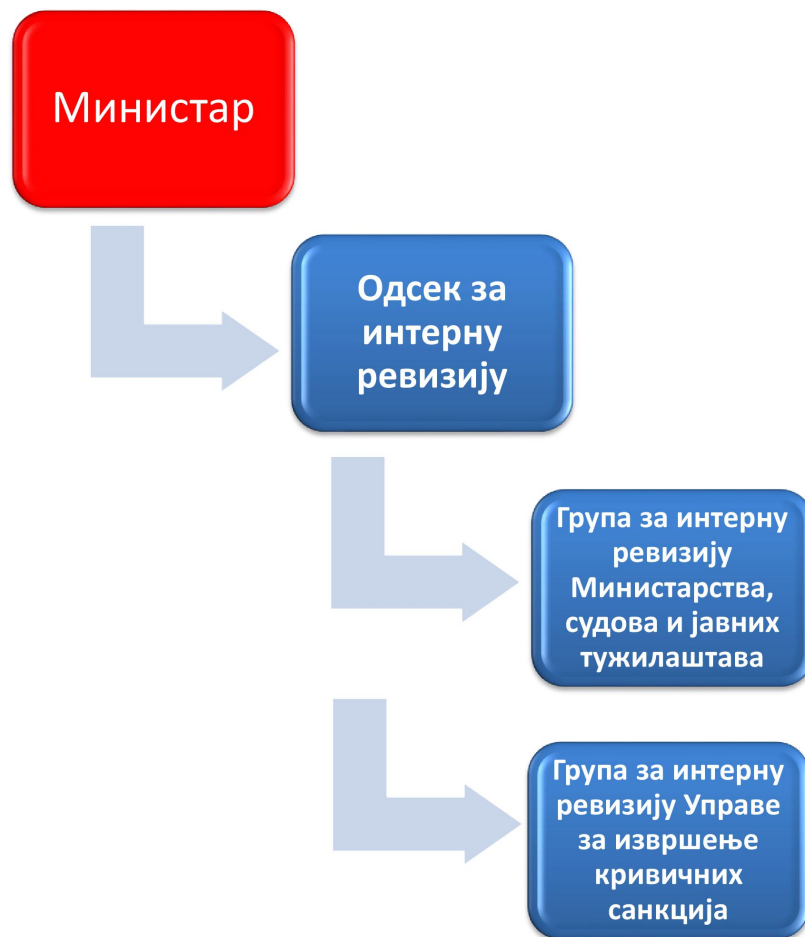 Министар
Одсек за
интерну
ревизију
Група за интерну
ревизију
Министарства,
судова и јавних
тужилаштава
Група за интерну
ревизију Управе
за извршење
кривичних
санкција